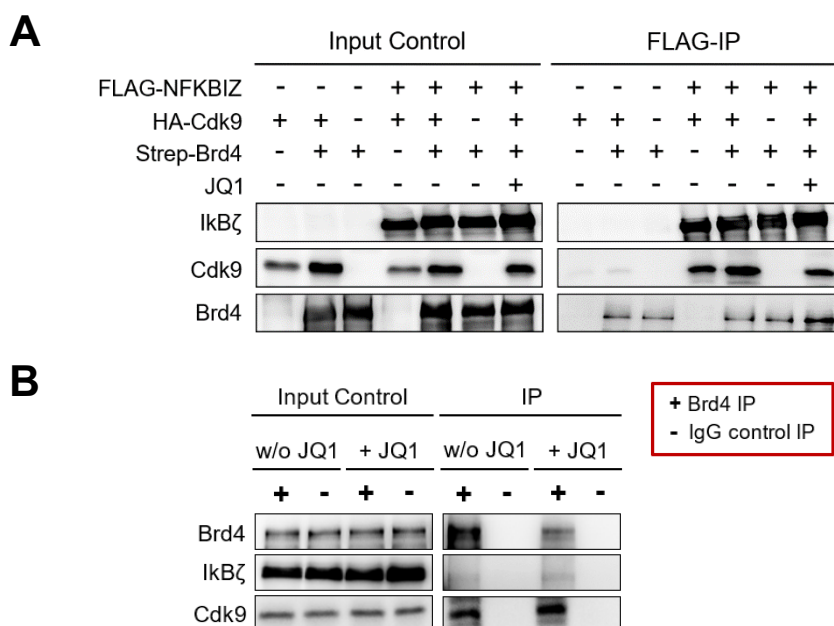 A
Input Control FLAG-IP
FLAG-NFKBIZ - - - + + + + - - - + + + +
HA-Cdk9 + + - + + - + + + - + + - +
Strep-Brd4 - + + - + + + - + + - + + +
JQ1 - - - - - - + - - - - - - +
IkBζ
Cdk9
Brd4
B
Input Control IP
+ Brd4 IP
- IgG control IP
w/o JQ1 + JQ1 w/o JQ1 + JQ1
+ - + - + - + -
Brd4
IkBζ
Cdk9